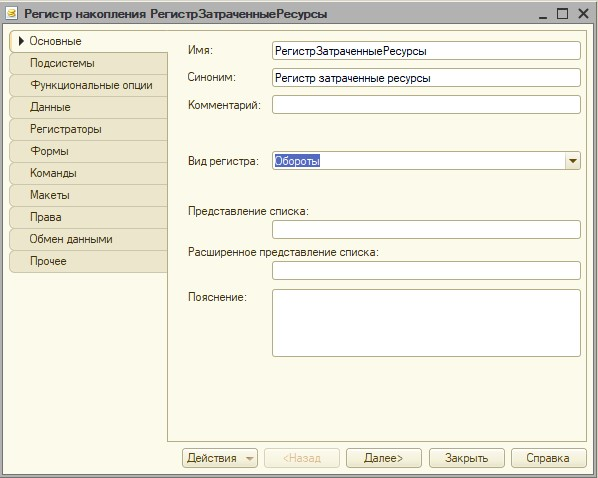 Регистр накопления РегистрЗатраченныеРесурсы
Основные
Подсистемы
Функциональные опции
Данные
Регистраторы
Формы
Команды
Макеты
Права
Обмен данными
Прочее
Имя: РегистрЗатраченныеРесурсы
Синоним: Регистр затраченные ресурсы
Комментарий:
Вид регистра: Обороты
Представление списка:
Расширенное представление списка:
Пояснение:
Действия <Назад Далее> Закрыть Справка